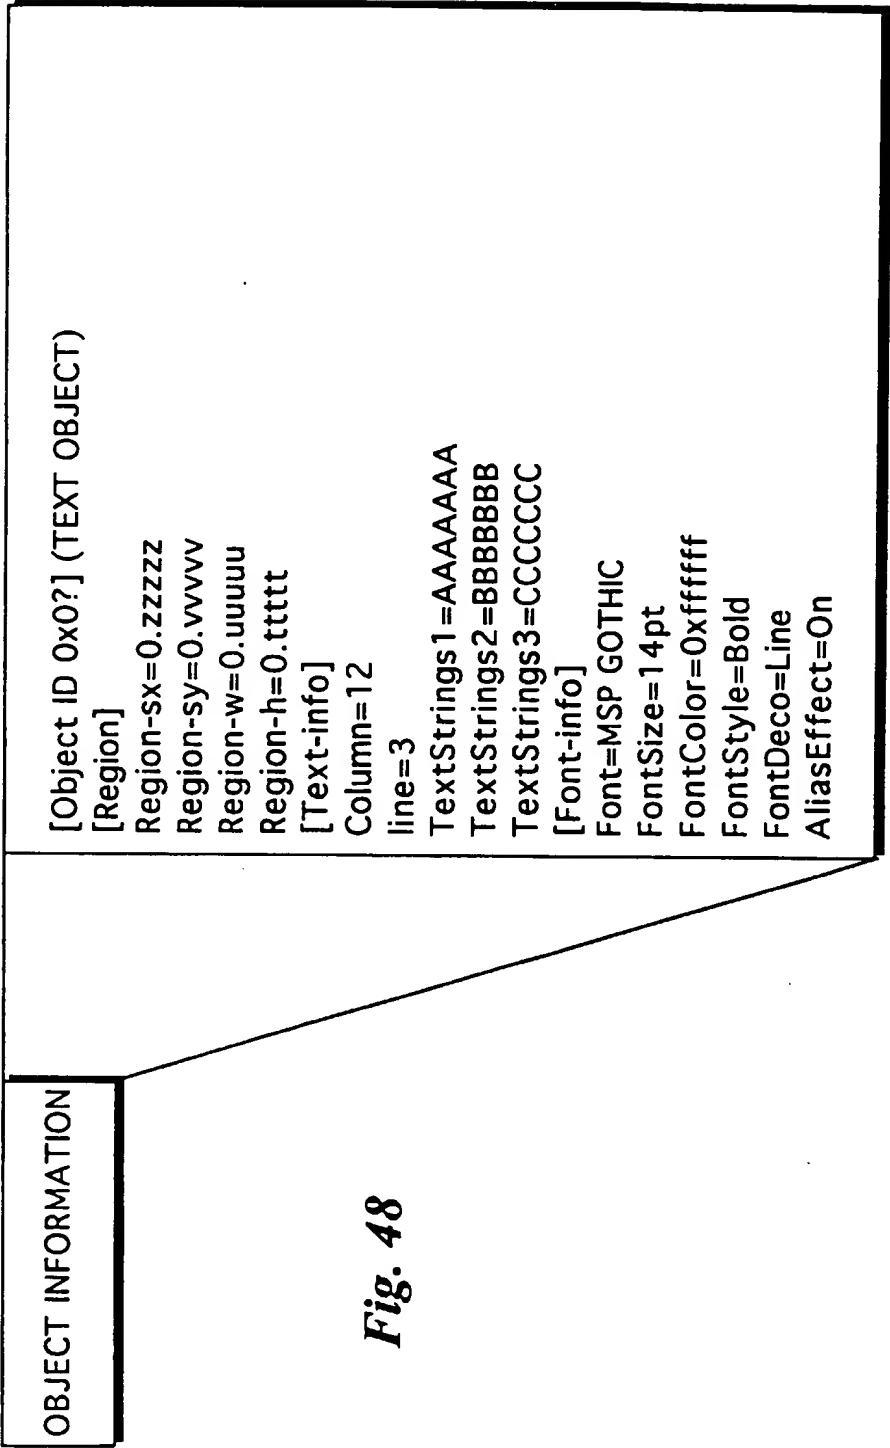 OBJECT INFORMATION
[Object ID 0x0?] (TEXT OBJECT)
[Region]
Region-sx=0.zzzzz
Region-sy=0.vvvvv
Region-w=0.uuuuu
Region-h=0.ttttt
[Text-info]
Column=12
line=3
TextStrings1=AAAAAAA
TextStrings2=BBBBBBB
TextStrings3=CCCCCCC
[Font-info]
Font=MSP GOTHIC
FontSize=14pt
FontColor=0xffffff
FontStyle=Bold
FontDeco=Line
AliasEffect=On
Fig. 48